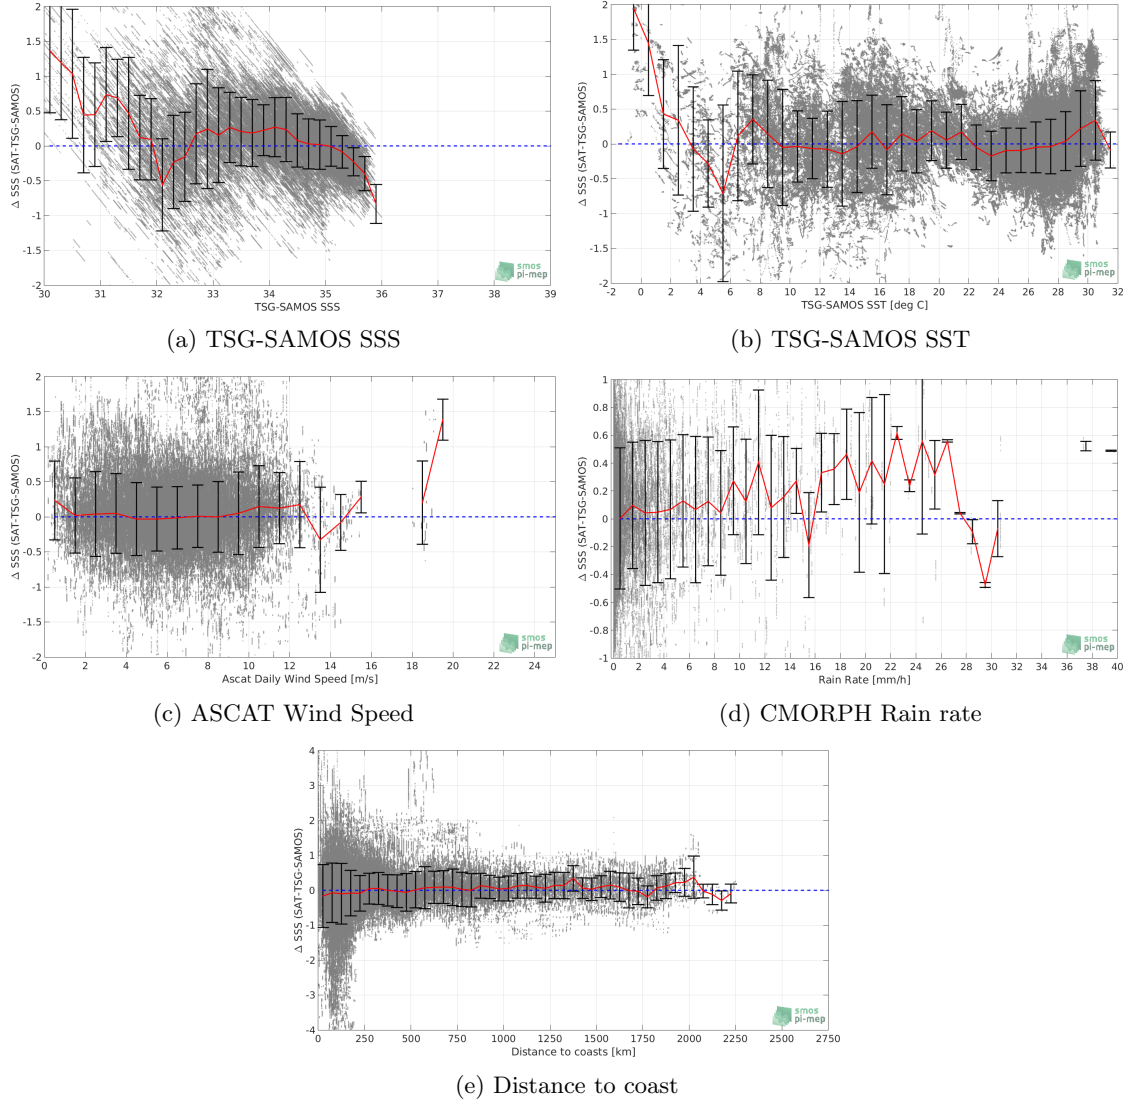 2
1.5
1
0.5
0
-0.5
-1
-1.5
-2
Δ SSS (SAT-TSG-SAMOS)
30 31 32 33 34 35 36 37 38 39
TSG-SAMOS SSS
smos
pi-mep
(a) TSG-SAMOS SSS
2
1.5
1
0.5
0
-0.5
-1
-1.5
-2
Δ SSS (SAT-TSG-SAMOS)
-2 0 2 4 6 8 10 12 14 16 18 20 22 24 26 28 30 32
TSG-SAMOS SST [deg C]
smos
pi-mep
(b) TSG-SAMOS SST
2
1.5
1
0.5
0
-0.5
-1
-1.5
-2
Δ SSS (SAT-TSG-SAMOS)
0 2 4 6 8 10 12 14 16 18 20 22 24
Ascat Daily Wind Speed [m/s]
smos
pi-mep
(c) ASCAT Wind Speed
1
0.8
0.6
0.4
0.2
0
-0.2
-0.4
-0.6
-0.8
-1
Δ SSS (SAT-TSG-SAMOS)
0 2 4 6 8 10 12 14 16 18 20 22 24 26 28 30 32 34 36 38 40
Rain Rate [mm/h]
smos
pi-mep
(d) CMORPH Rain rate
4
3
2
1
0
-1
-2
-3
-4
Δ SSS (SAT-TSG-SAMOS)
0 250 500 750 1000 1250 1500 1750 2000 2250 2500 2750
Distance to coasts [km]
smos
pi-mep
(e) Distance to coast